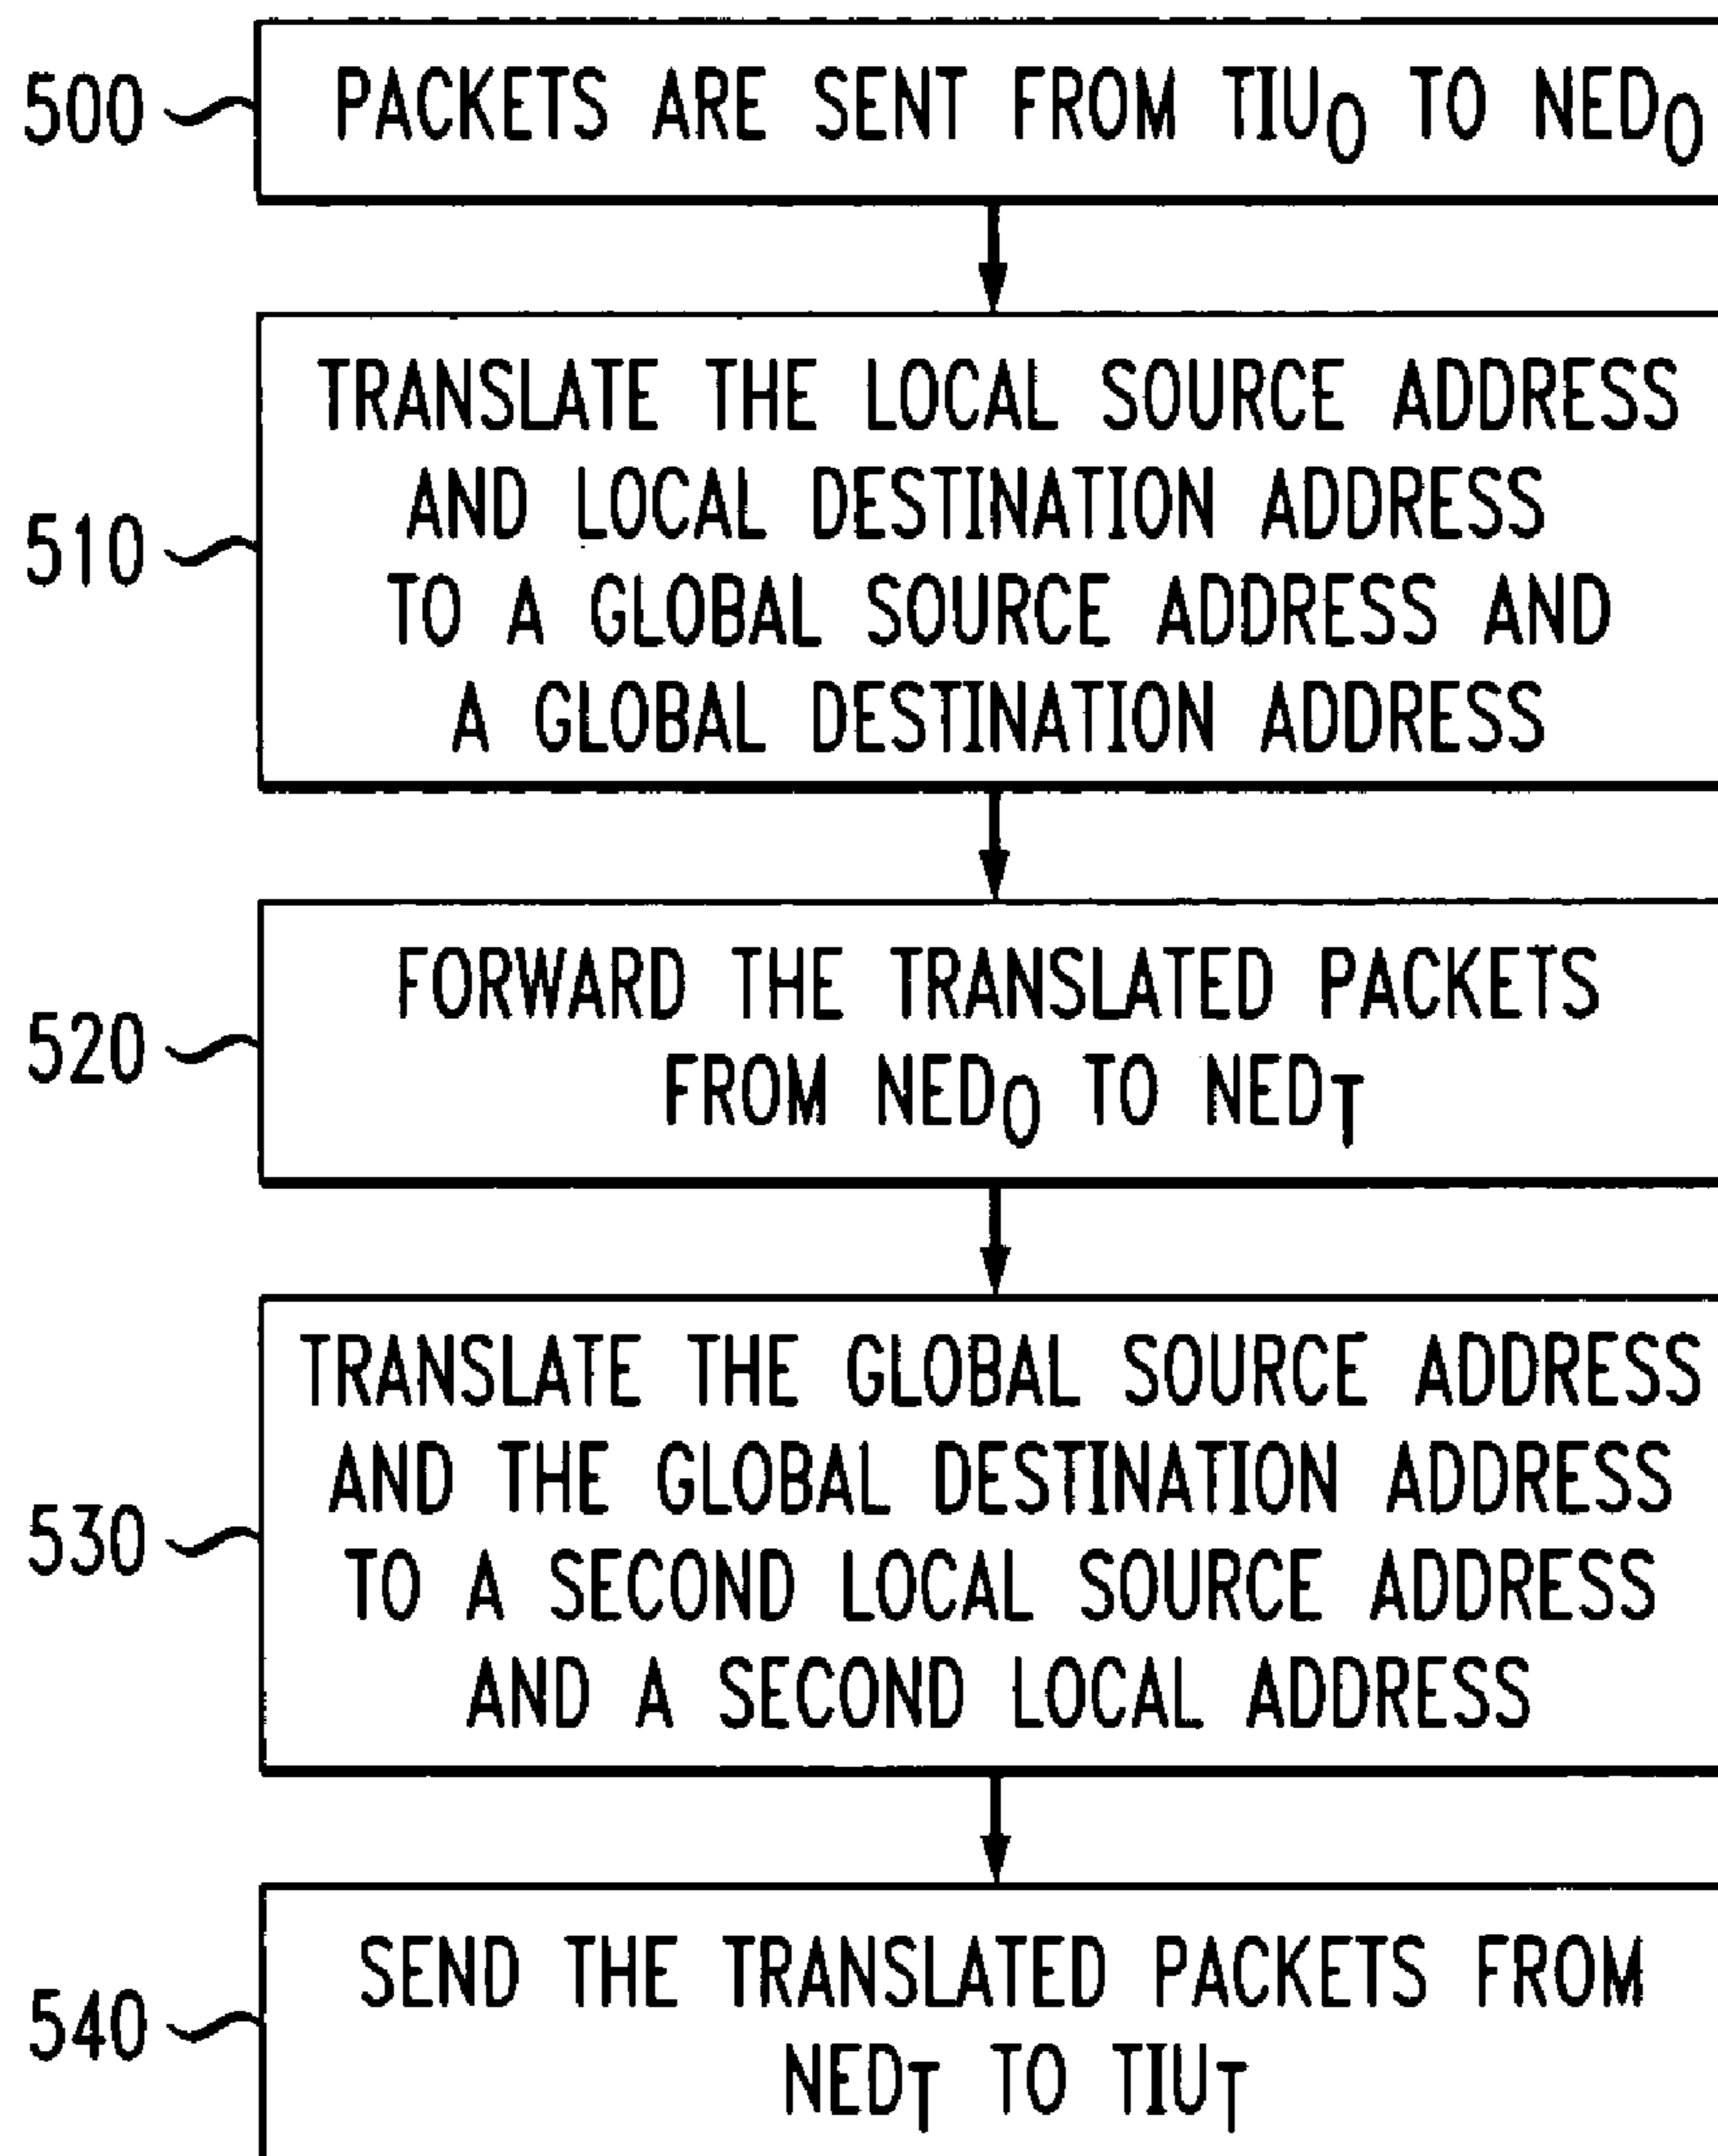 500
PACKETS ARE SENT FROM TIUO TO NEDO
510
TRANSLATE THE LOCAL SOURCE ADDRESS
AND LOCAL DESTINATION ADDRESS
TO A GLOBAL SOURCE ADDRESS AND
A GLOBAL DESTINATION ADDRESS
520
FORWARD THE TRANSLATED PACKETS
FROM NEDO TO NEDT
530
TRANSLATE THE GLOBAL SOURCE ADDRESS
AND THE GLOBAL DESTINATION ADDRESS
TO A SECOND LOCAL SOURCE ADDRESS
AND A SECOND LOCAL ADDRESS
540
SEND THE TRANSLATED PACKETS FROM
NEDT TO TIUT